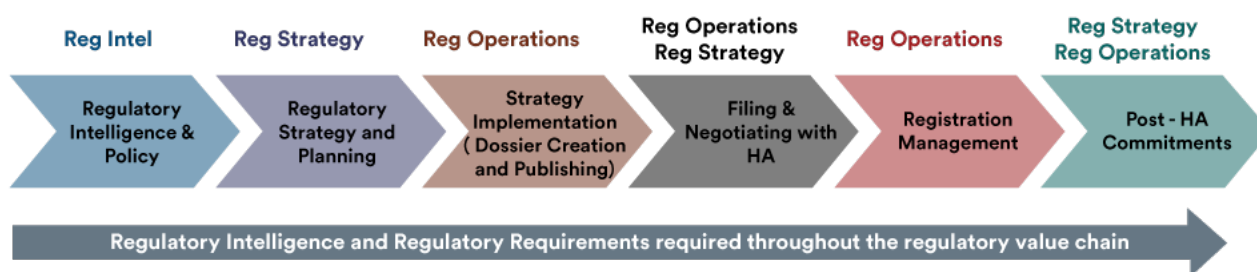 Reg Intel
Reg Strategy
Reg Operations
Reg Operations
Reg Strategy
Reg Operations
Reg Strategy
Reg Operations
Regulatory
Intelligence &
Policy
Regulatory
Strategy and
Planning
Strategy
Implementation
( Dossier Creation
and Publishing)
Filing &
Negotiating with
HA
Registration
Management
Post - HA
Commitments
Regulatory Intelligence and Regulatory Requirements required throughout the regulatory value chain